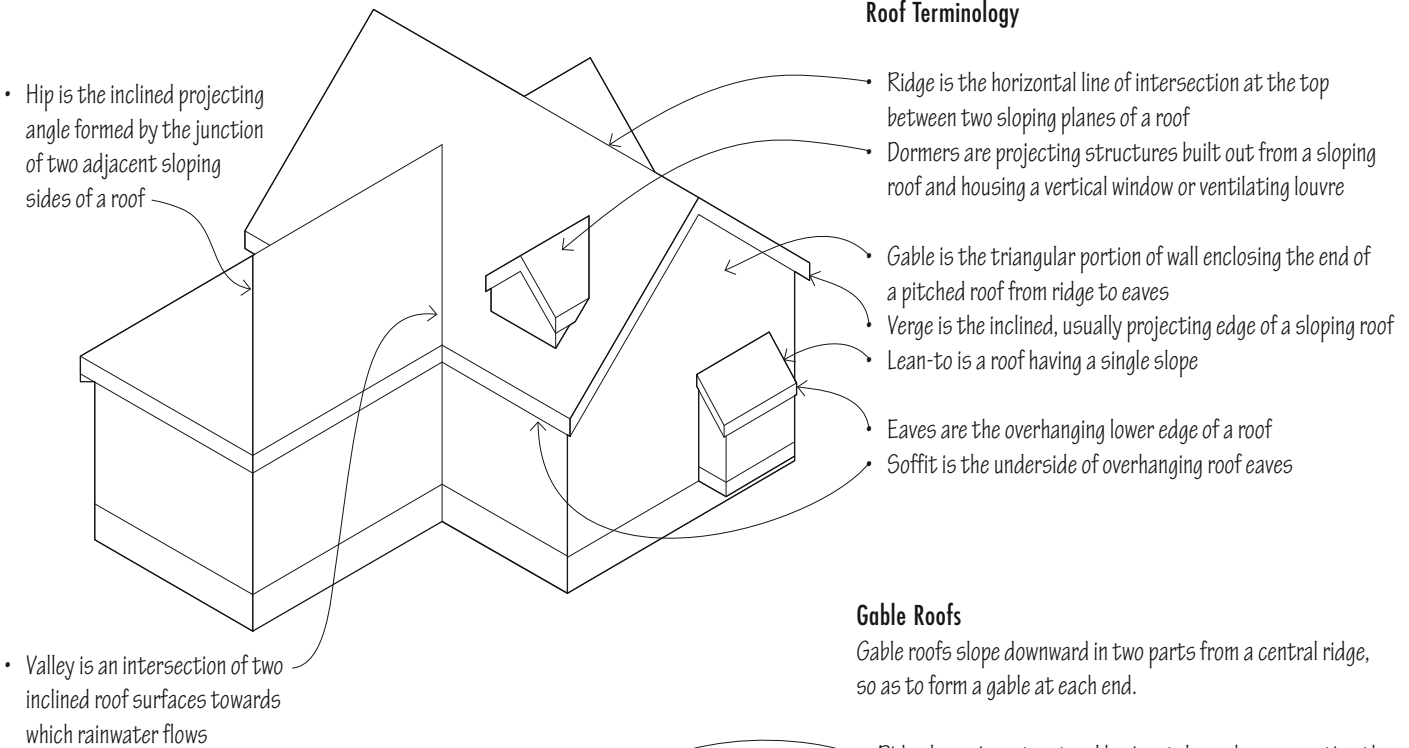 Roof Terminology
• Hip is the inclined projecting
angle formed by the junction
of two adjacent sloping
sides of a roof
• Ridge is the horizontal line of intersection at the top
between two sloping planes of a roof
• Dormers are projecting structures built out from a sloping
roof and housing a vertical window or ventilating louvre
• Gable is the triangular portion of wall enclosing the end of
a pitched roof from ridge to eaves
• Verge is the inclined, usually projecting edge of a sloping roof
• Lean-to is a roof having a single slope
• Eaves are the overhanging lower edge of a roof
• Soffit is the underside of overhanging roof eaves
• Valley is an intersection of two
inclined roof surfaces towards
which rainwater flows
Gable Roofs
Gable roofs slope downward in two parts from a central ridge,
so as to form a gable at each end.